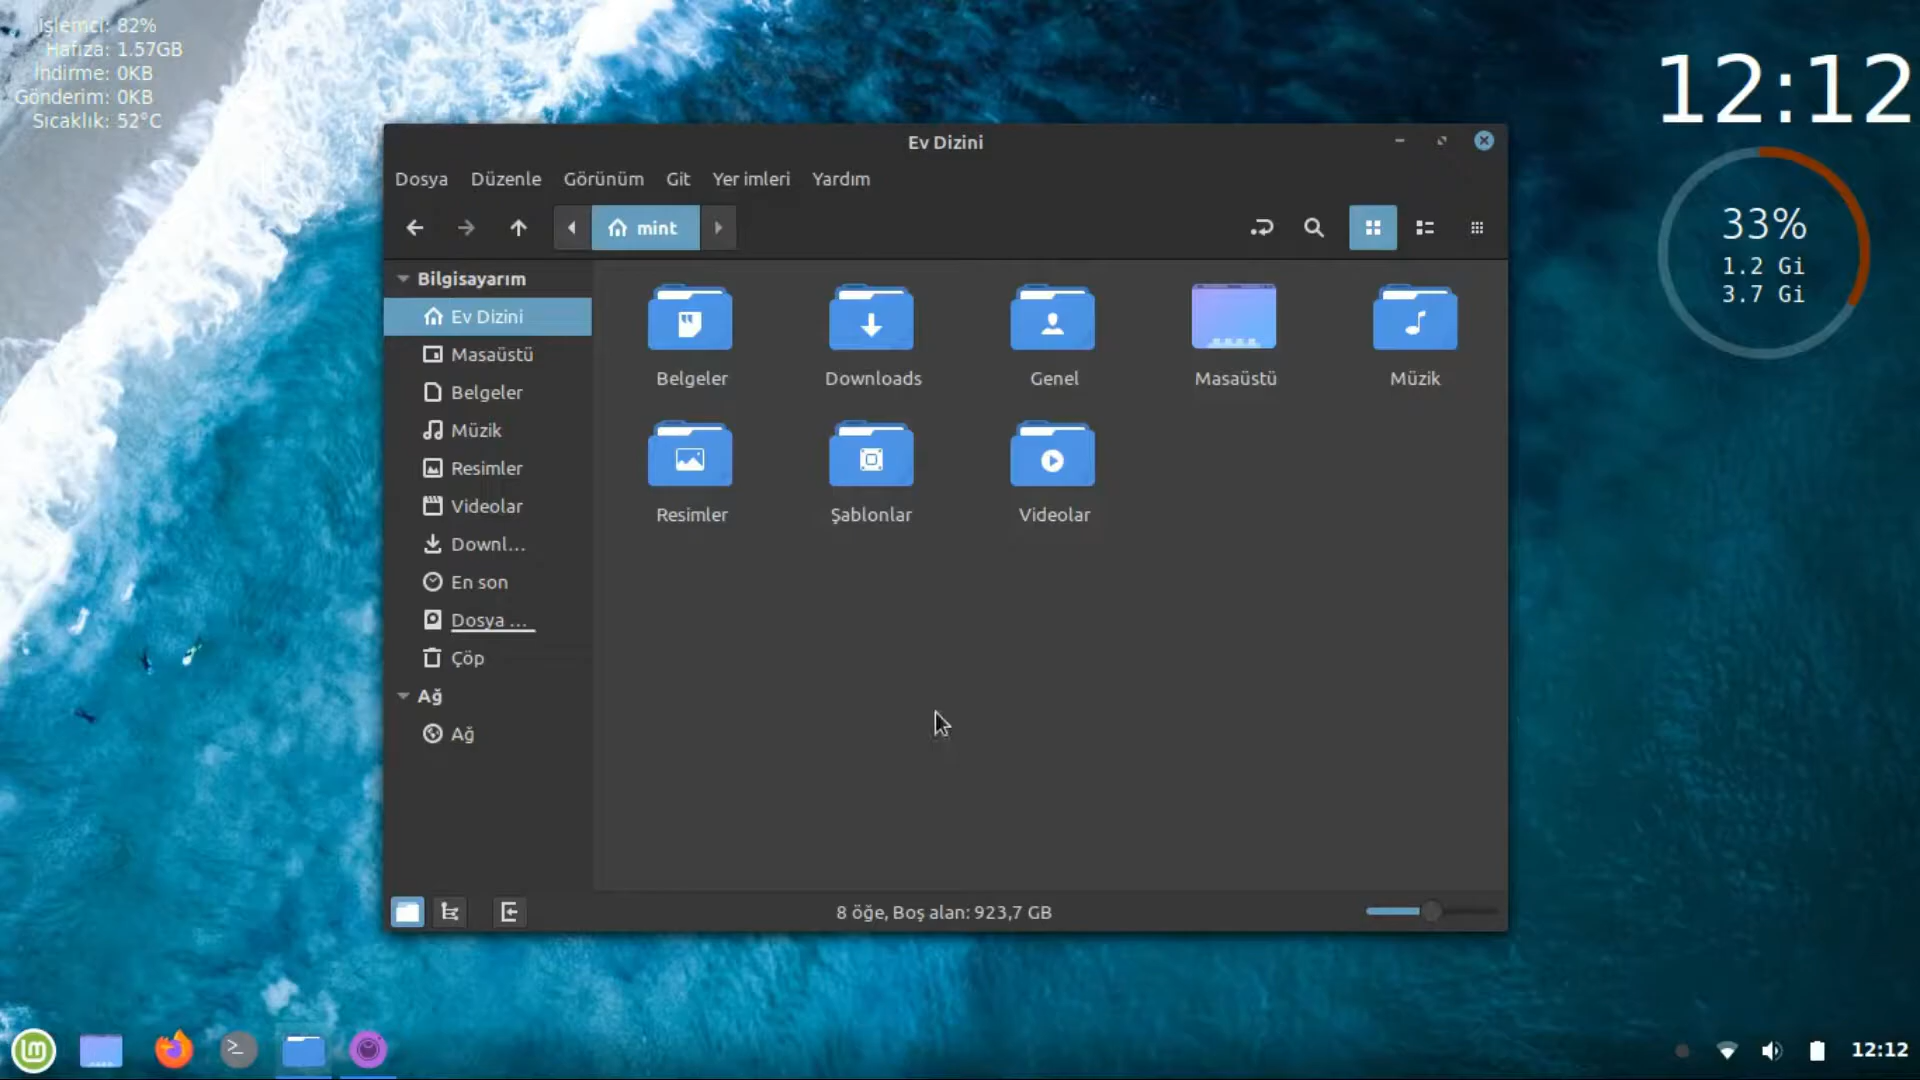 İşlemci: 82%
Hafıza: 1.57GB
İndirme: 0KB
Gönderim: 0KB
Sıcaklık: 52°C
12:12
33%
1.2 Gi
3.7 Gi
Ev Dizini
Dosya Düzenle Görünüm Git Yer imleri Yardım
mint
Bilgisayarım
Ev Dizini
Masaüstü
Belgeler
Müzik
Resimler
Videolar
Downl...
En son
Dosya ...
Çöp
Ağ
Ağ
Belgeler Downloads Genel Masaüstü Müzik
Resimler Şablonlar Videolar
8 öğe, Boş alan: 923,7 GB
12:12